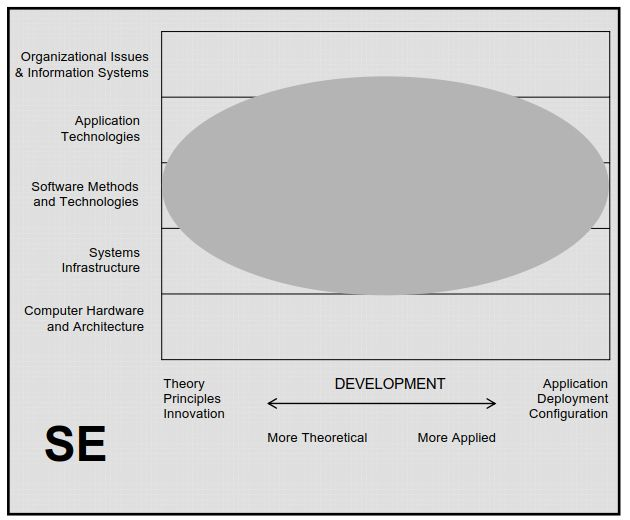 Organizational Issues
& Information Systems
Application
Technologies
Software Methods
and Technologies
Systems
Infrastructure
Computer Hardware
and Architecture
Theory
Principles
Innovation
DEVELOPMENT
More Theoretical
More Applied
Application
Deployment
Configuration
SE